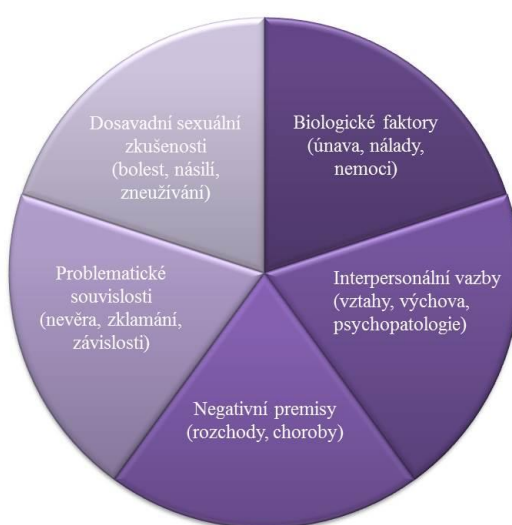 Dosavadní sexuální
zkušenosti
(bolest, násilí,
zneužívání)
Biologické faktory
(únava, nálady,
nemoci)
Problematické
souvislosti
(nevěra, zklamání,
závislosti)
Interpersonální vazby
(vztahy, výchova,
psychopatologie)
Negativní premisy
(rozchody, choroby)